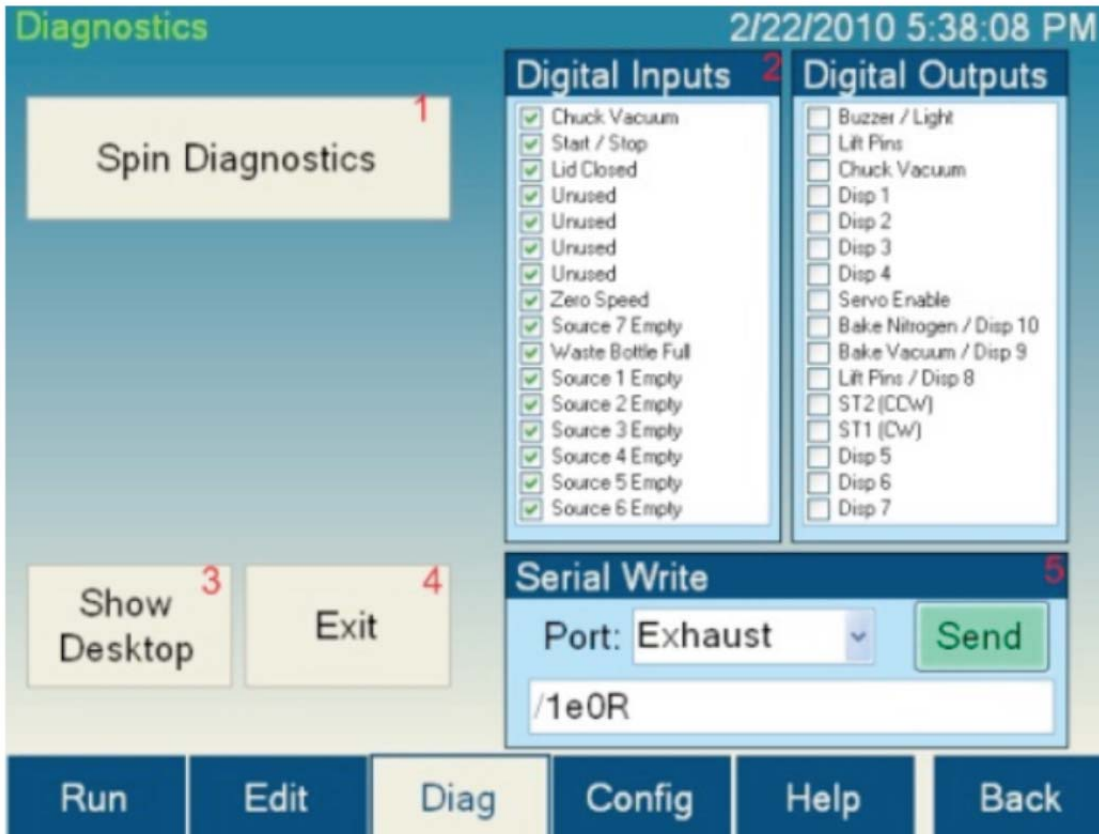 Diagnostics
2/22/2010 5:38:08 PM
1
Spin Diagnostics
Digital Inputs 2
Chuck Vacuum
Start / Stop
Lid Closed
Unused
Unused
Unused
Unused
Zero Speed
Source 7 Empty
Waste Bottle Full
Source 1 Empty
Source 2 Empty
Source 3 Empty
Source 4 Empty
Source 5 Empty
Source 6 Empty
Digital Outputs
Buzzer / Light
Lift Pins
Chuck Vacuum
Disp 1
Disp 2
Disp 3
Disp 4
Servo Enable
Bake Nitrogen / Disp 10
Bake Vacuum / Disp 9
Lift Pins / Disp 8
ST2 (CCW)
ST1 (CW)
Disp 5
Disp 6
Disp 7
3
Show
Desktop
4
Exit
Serial Write 5
Port: Exhaust
Send
/1e0R
Run
Edit
Diag
Config
Help
Back